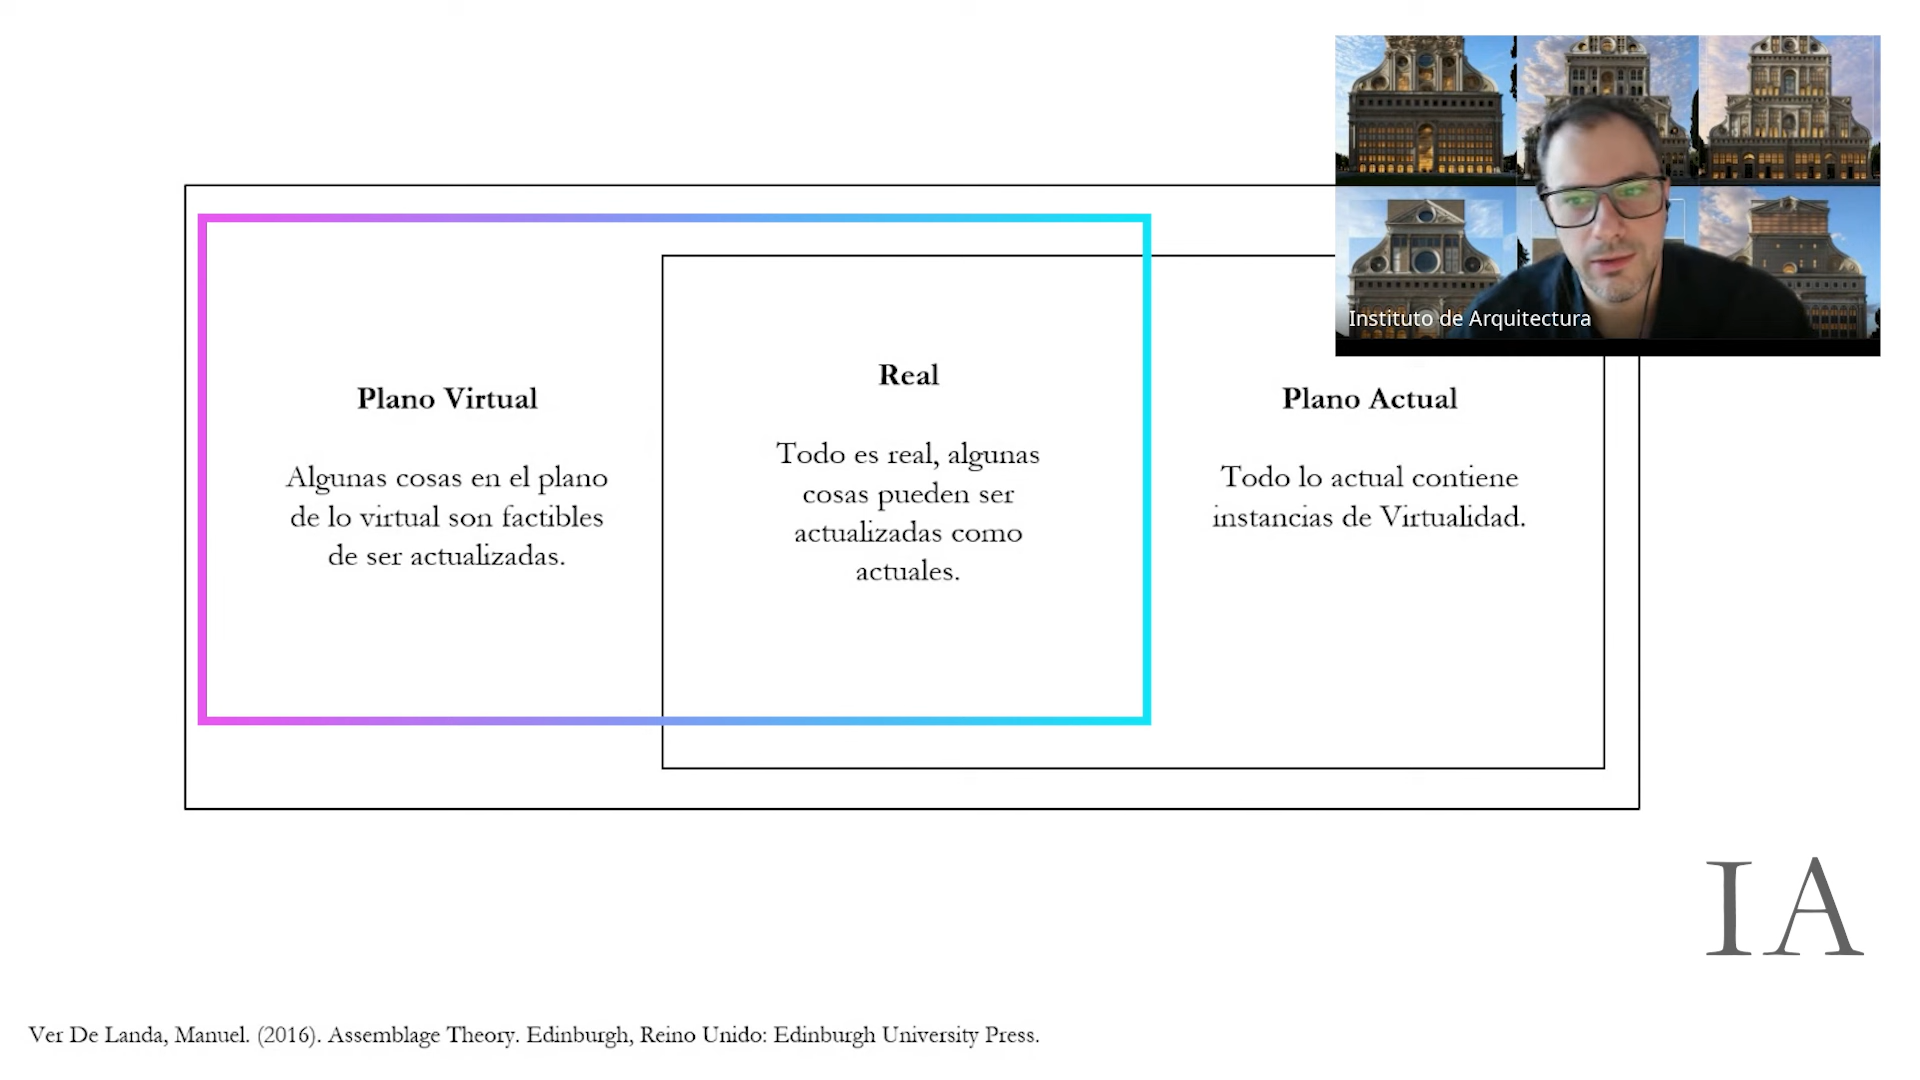 Instituto de Arquitectura
Plano Virtual
Algunas cosas en el plano
de lo virtual son factibles
de ser actualizadas.
Real
Todo es real, algunas
cosas pueden ser
actualizadas como
actuales.
Plano Actual
Todo lo actual contiene
instancias de Virtualidad.
IA
Ver De Landa, Manuel. (2016). Assemblage Theory. Edinburgh, Reino Unido: Edinburgh University Press.